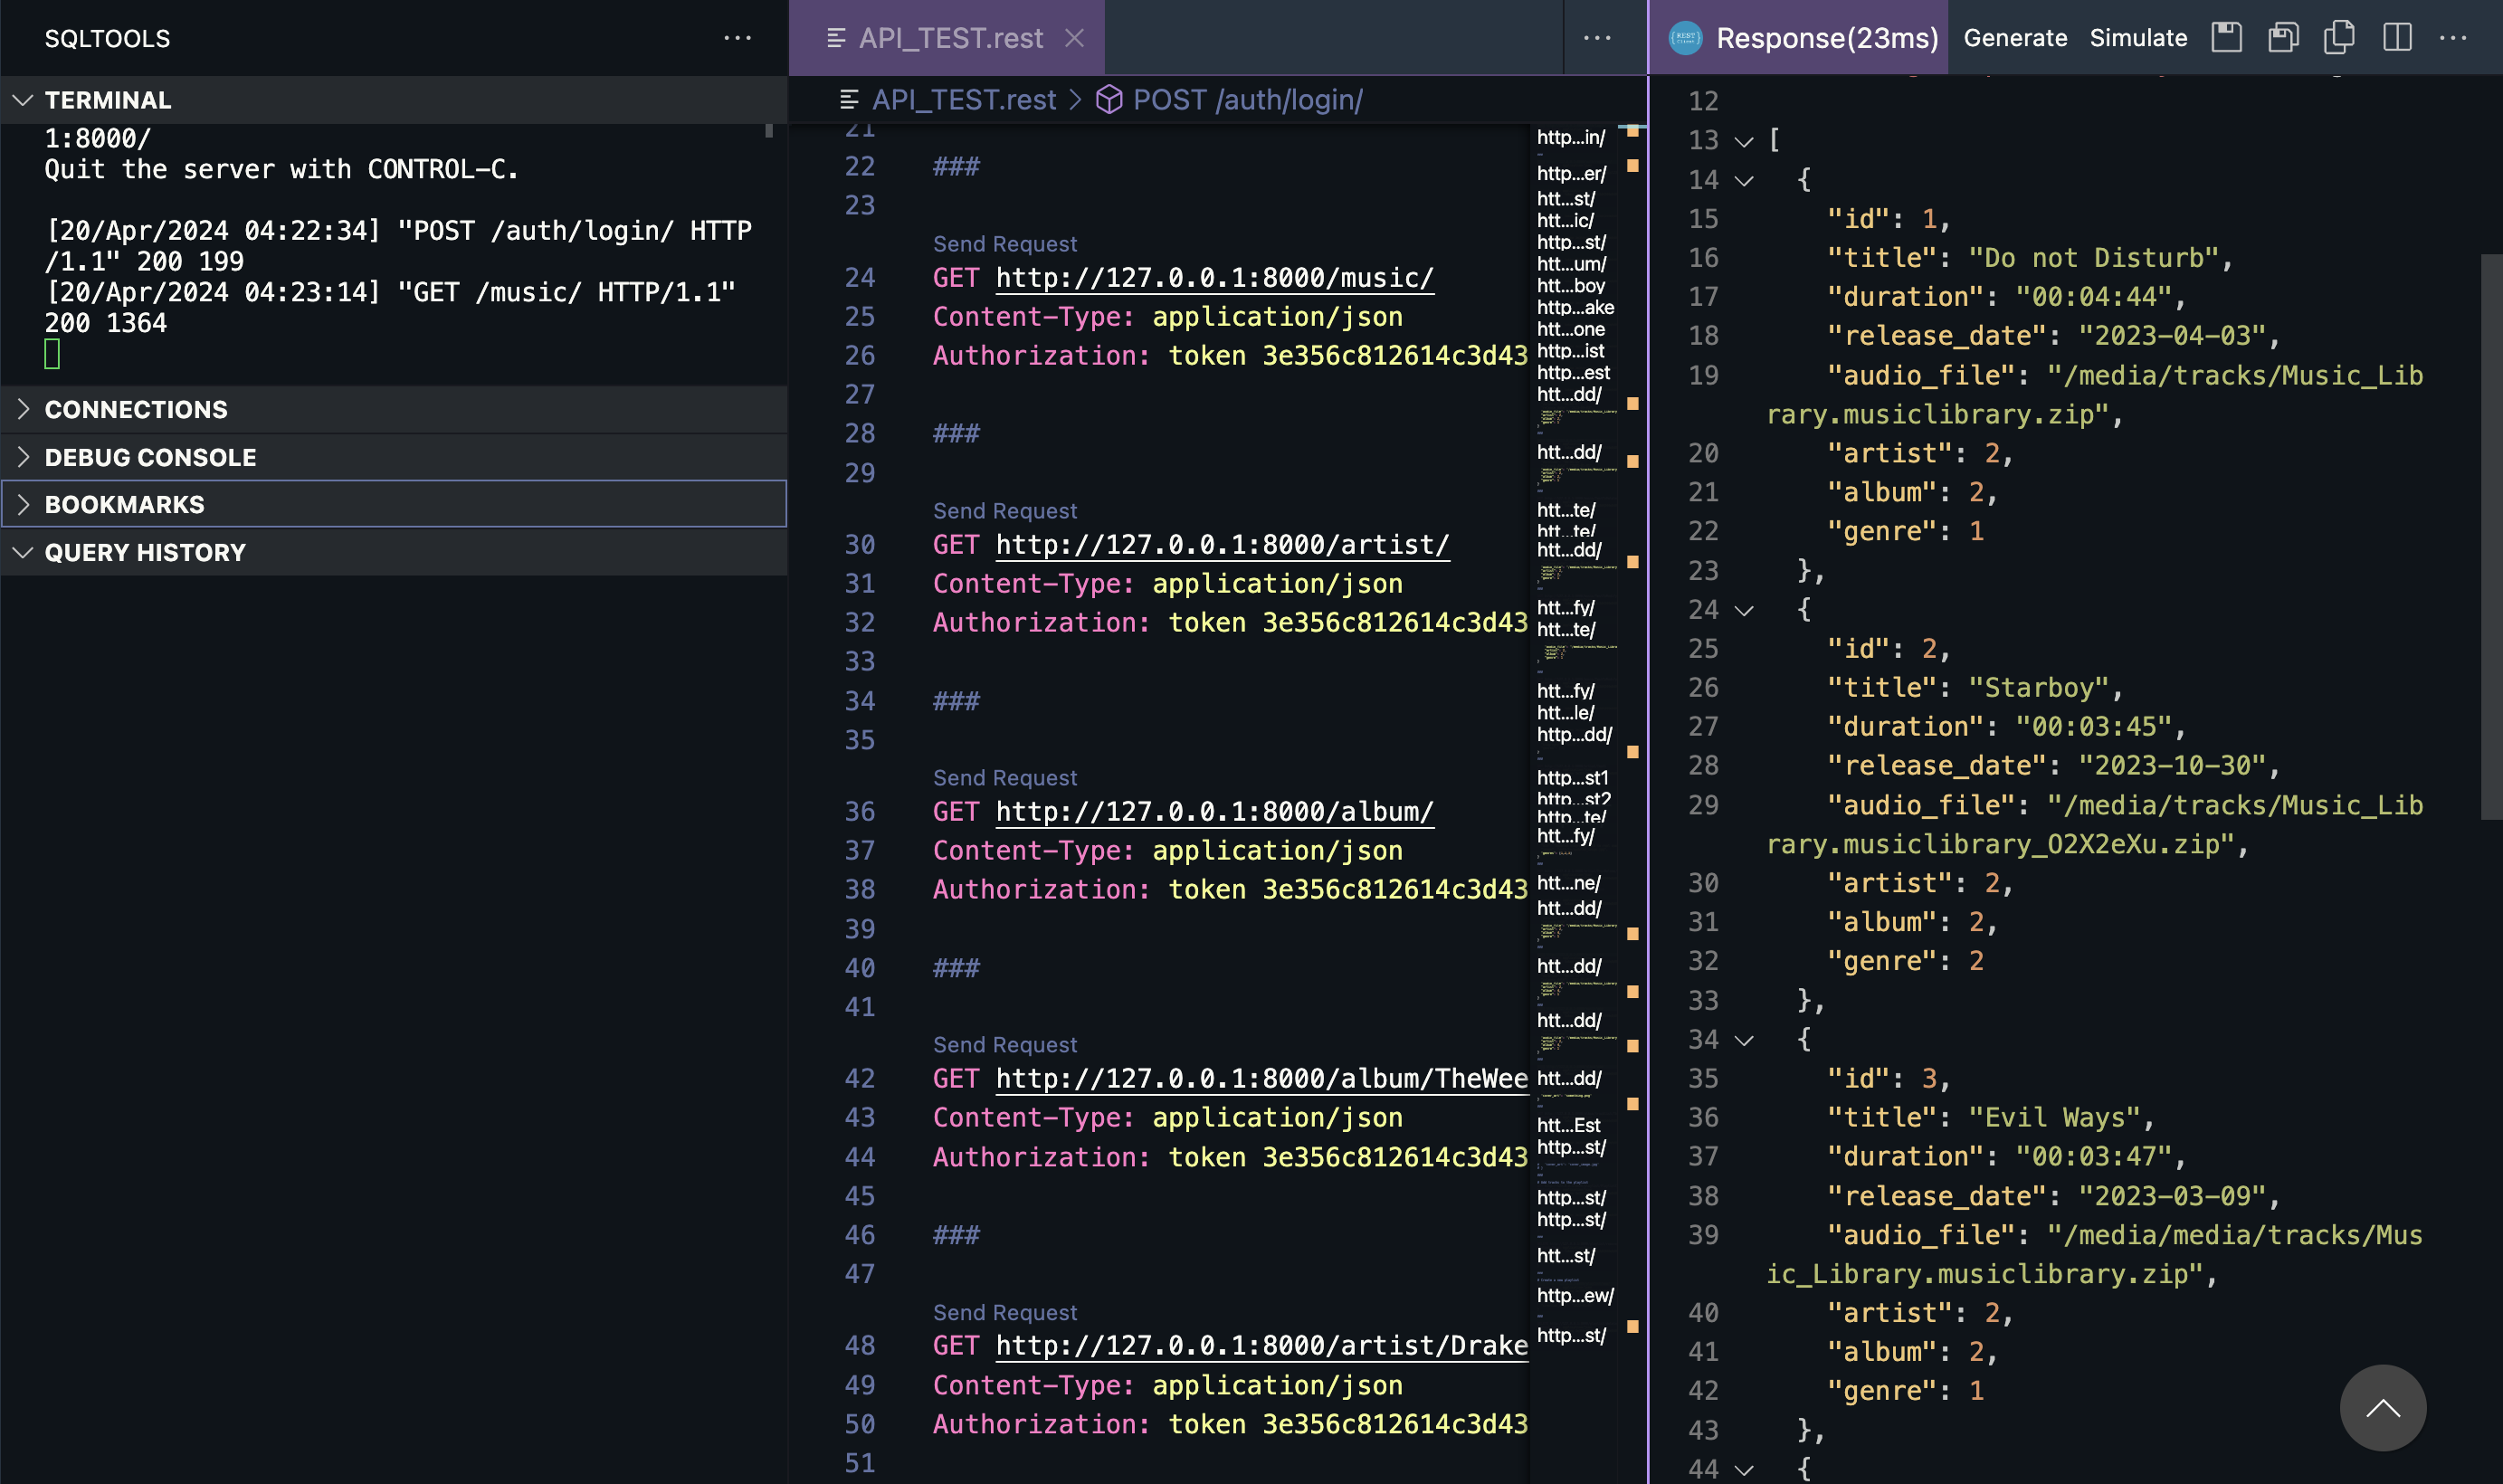 SQLTOOLS
TERMINAL
1:8000/
Quit the server with CONTROL-C.
[20/Apr/2024 04:22:34] "POST /auth/login/ HTTP
/1.1" 200 199
[20/Apr/2024 04:23:14] "GET /music/ HTTP/1.1"
200 1364
CONNECTIONS
DEBUG CONSOLE
BOOKMARKS
QUERY HISTORY
API_TEST.rest
API_TEST.rest > POST /auth/login/
21
22 ###
23
Send Request
24 GET http://127.0.0.1:8000/music/
25 Content-Type: application/json
26 Authorization: token 3e356c812614c3d43
27
28 ###
29
Send Request
30 GET http://127.0.0.1:8000/artist/
31 Content-Type: application/json
32 Authorization: token 3e356c812614c3d43
33
34 ###
35
Send Request
36 GET http://127.0.0.1:8000/album/
37 Content-Type: application/json
38 Authorization: token 3e356c812614c3d43
39
40 ###
41
Send Request
42 GET http://127.0.0.1:8000/album/TheWee
43 Content-Type: application/json
44 Authorization: token 3e356c812614c3d43
45
46 ###
47
Send Request
48 GET http://127.0.0.1:8000/artist/Drake
49 Content-Type: application/json
50 Authorization: token 3e356c812614c3d43
51
http...in/
http...er/
htt...st/
htt...ic/
http...st/
htt...um/
htt...boy
http...ake
htt...one
http...ist
http...est
htt...dd/
htt...dd/
htt...te/
htt...te/
htt...dd/
htt...fy/
htt...te/
htt...fy/
htt...le/
http...dd/
http...st1
http...st2
http...te/
htt...fy/
htt...ne/
htt...dd/
htt...dd/
htt...dd/
htt...dd/
htt...Est
http...st/
http...st/
http...st/
htt...st/
http...ew/
http...st/
Response(23ms) Generate Simulate
12
13 [
14 {
15 "id": 1,
16 "title": "Do not Disturb",
17 "duration": "00:04:44",
18 "release_date": "2023-04-03",
19 "audio_file": "/media/tracks/Music_Lib
rary.musiclibrary.zip",
20 "artist": 2,
21 "album": 2,
22 "genre": 1
23 },
24 {
25 "id": 2,
26 "title": "Starboy",
27 "duration": "00:03:45",
28 "release_date": "2023-10-30",
29 "audio_file": "/media/tracks/Music_Lib
rary.musiclibrary_O2X2eXu.zip",
30 "artist": 2,
31 "album": 2,
32 "genre": 2
33 },
34 {
35 "id": 3,
36 "title": "Evil Ways",
37 "duration": "00:03:47",
38 "release_date": "2023-03-09",
39 "audio_file": "/media/media/tracks/Mus
ic_Library.musiclibrary.zip",
40 "artist": 2,
41 "album": 2,
42 "genre": 1
43 },
44 {